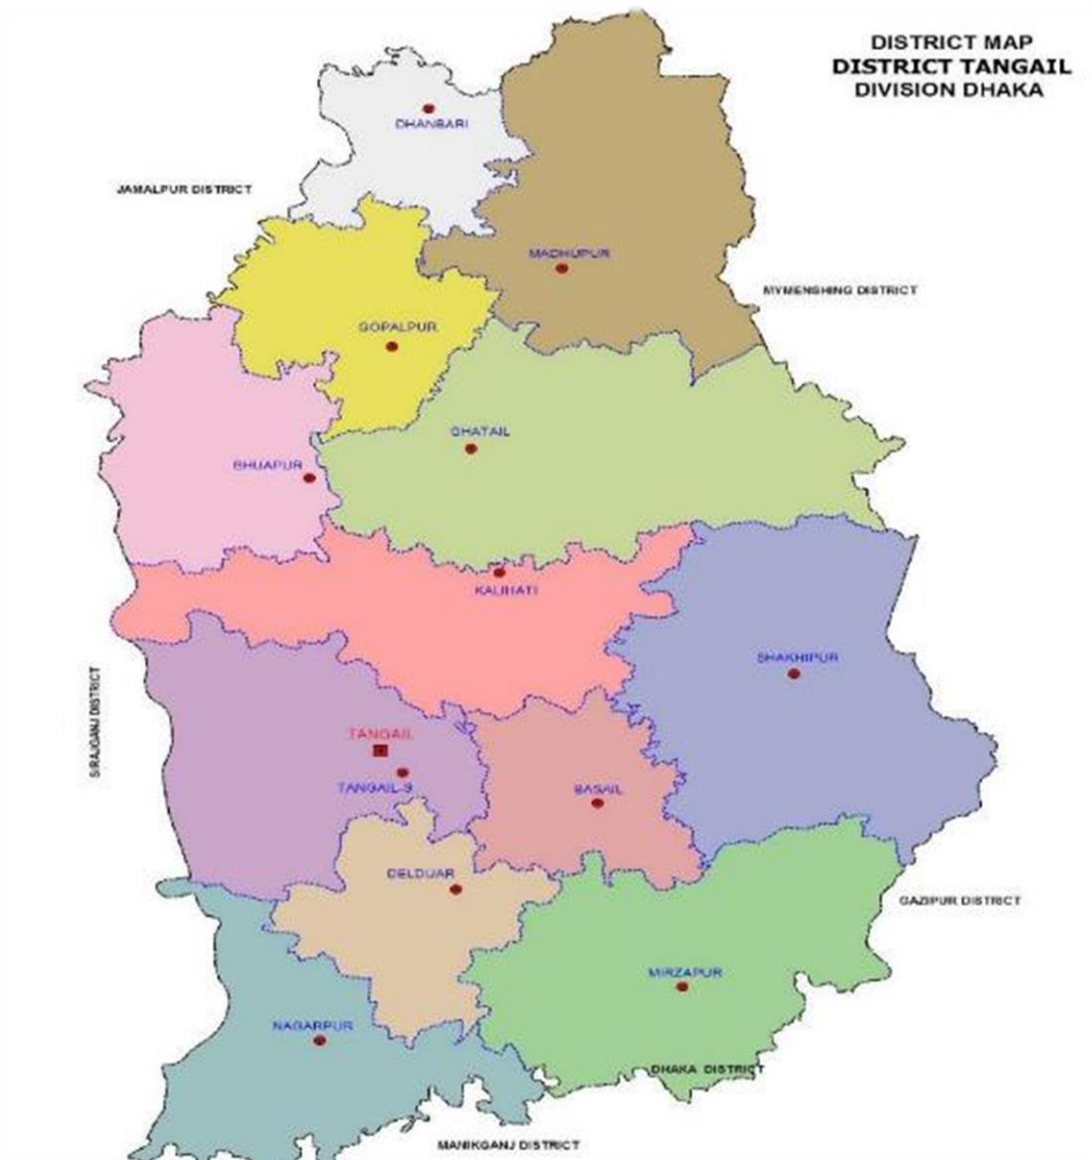 DISTRICT MAP
DISTRICT TANGAIL
DIVISION DHAKA
DHANBARI
JAMALPUR DISTRICT
MADHUPUR
MYMENSHING DISTRICT
GOPALPUR
GHATAIL
BHUAPUR
KALIHATI
SHAKHIPUR
SIRAJGANJ DISTRICT
TANGAIL
TANGAIL-S
BASAIL
DELDUAR
GAZIPUR DISTRICT
MIRZAPUR
NAGARPUR
DHAKA DISTRICT
MANIKGANJ DISTRICT